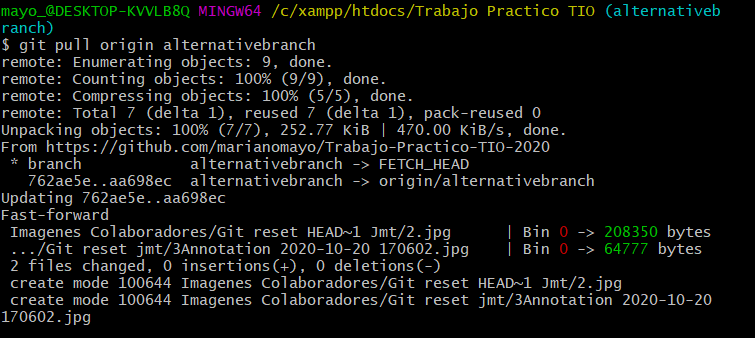 mayo_@DESKTOP-KVVLB8Q MINGW64 /c/xampp/htdocs/Trabajo Practico TIO (alternativeb
ranch)
$ git pull origin alternativebranch
remote: Enumerating objects: 9, done.
remote: Counting objects: 100% (9/9), done.
remote: Compressing objects: 100% (5/5), done.
remote: Total 7 (delta 1), reused 7 (delta 1), pack-reused 0
Unpacking objects: 100% (7/7), 252.77 KiB | 470.00 KiB/s, done.
From https://github.com/marianomayo/Trabajo-Practico-TIO-2020
 * branch            alternativebranch -> FETCH_HEAD
   762ae5e..aa698ec  alternativebranch -> origin/alternativebranch
Updating 762ae5e..aa698ec
Fast-forward
 Imagenes Colaboradores/Git reset HEAD~1 Jmt/2.jpg      | Bin 0 -> 208350 bytes
 .../Git reset jmt/3Annotation 2020-10-20 170602.jpg    | Bin 0 -> 64777 bytes
 2 files changed, 0 insertions(+), 0 deletions(-)
 create mode 100644 Imagenes Colaboradores/Git reset HEAD~1 Jmt/2.jpg
 create mode 100644 Imagenes Colaboradores/Git reset jmt/3Annotation 2020-10-20
170602.jpg